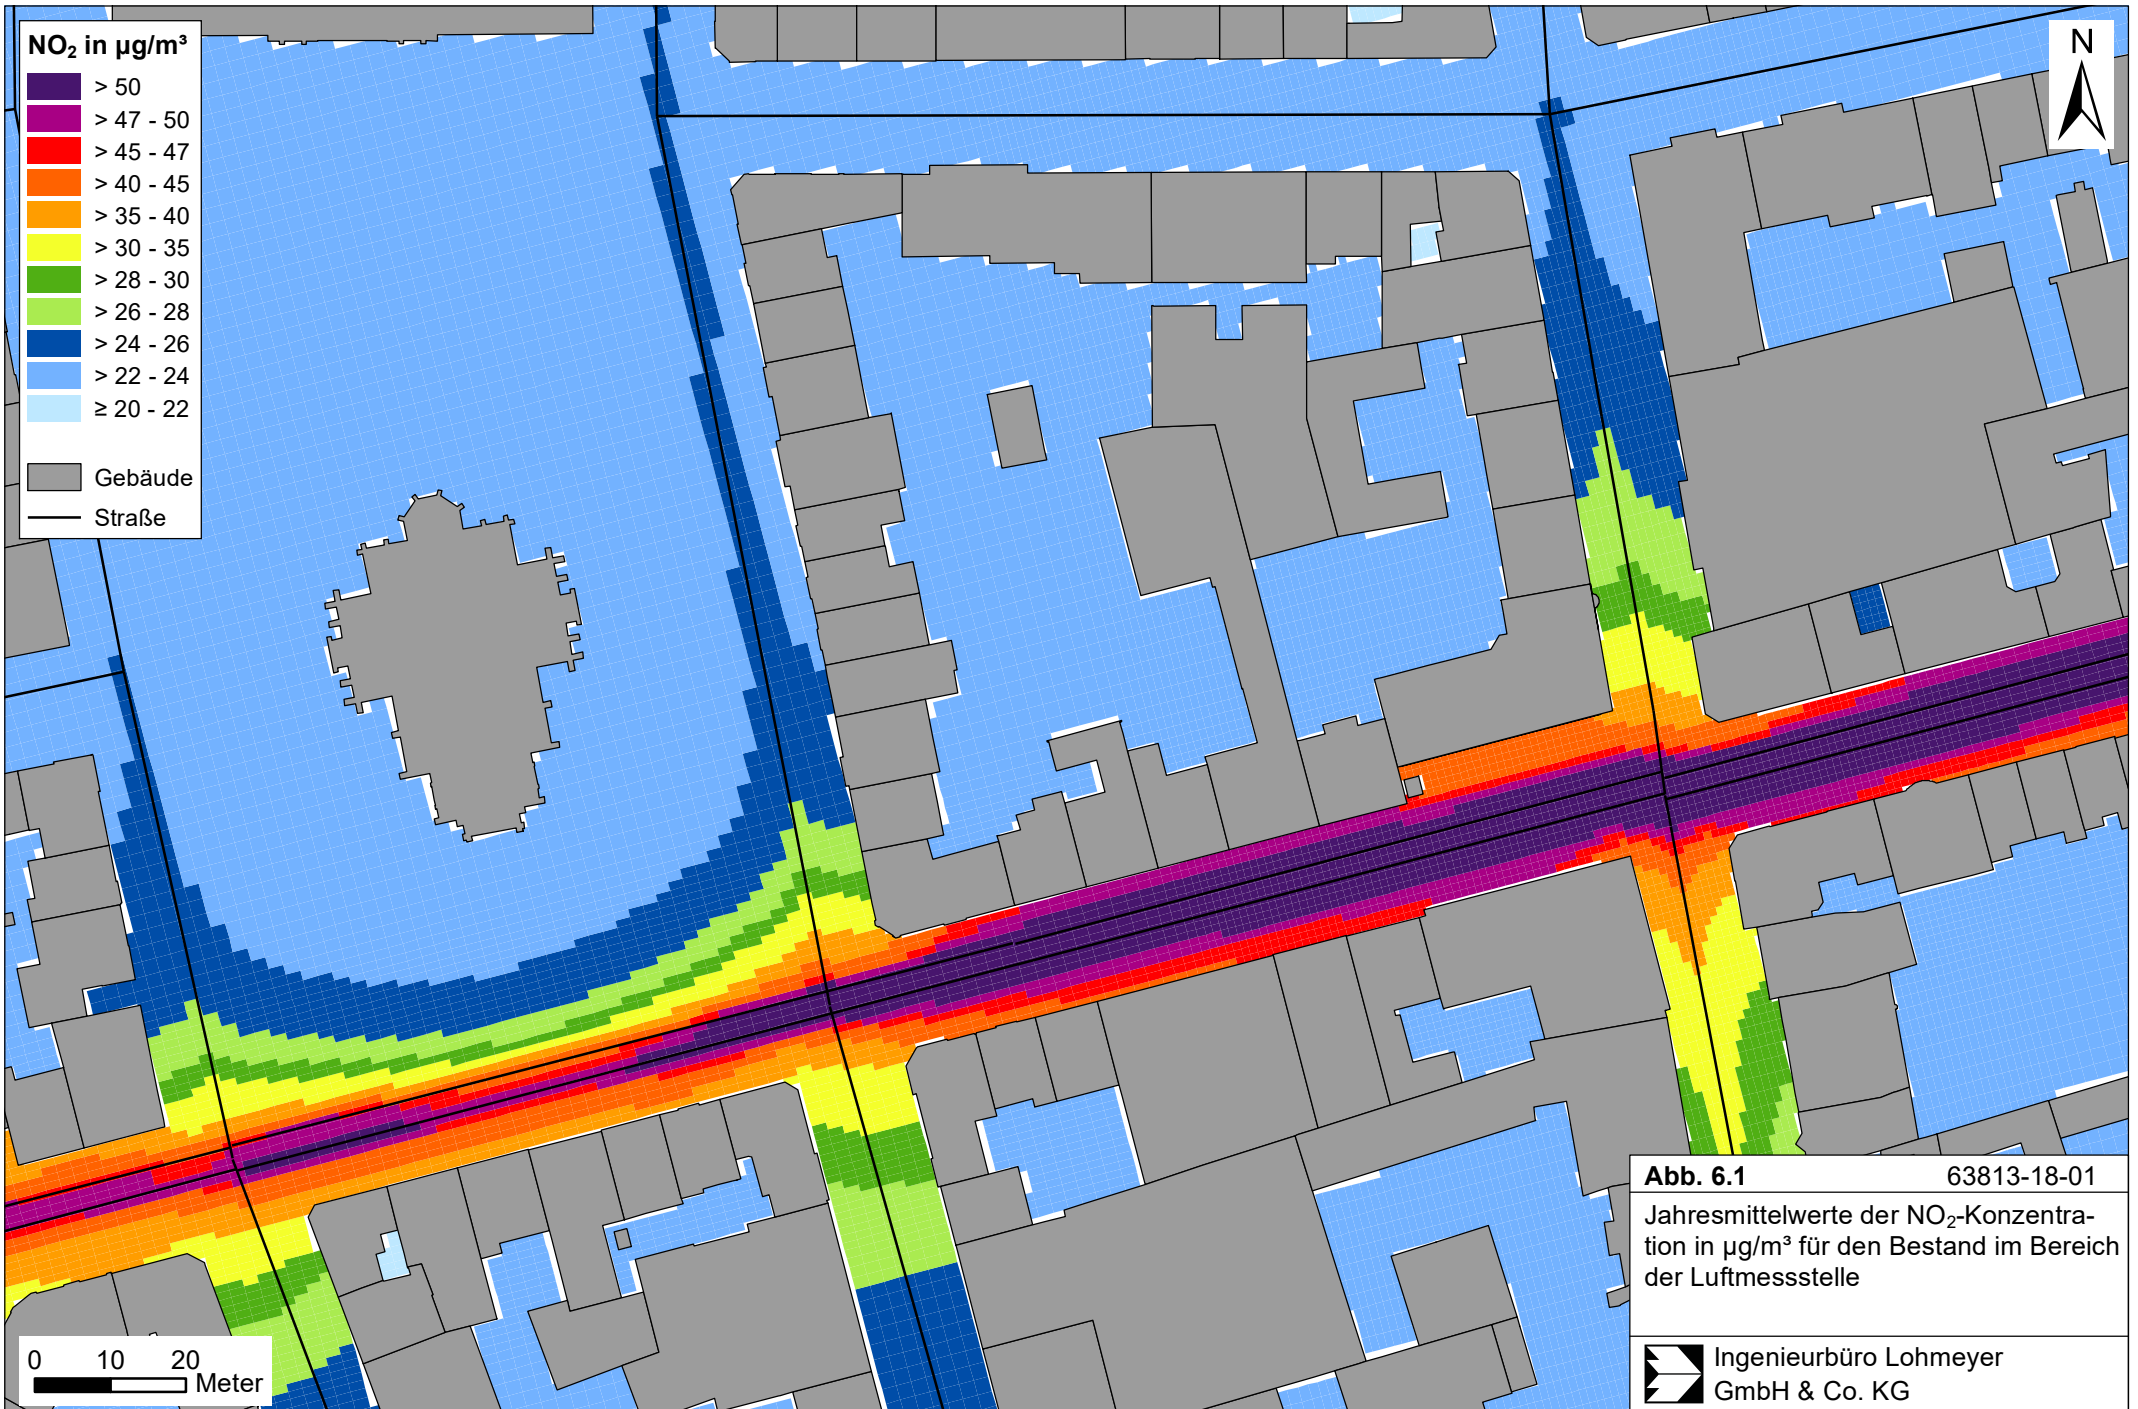 NO₂ in µg/m³
> 50
> 47 - 50
> 45 - 47
> 40 - 45
> 35 - 40
> 30 - 35
> 28 - 30
> 26 - 28
> 24 - 26
> 22 - 24
≥ 20 - 22
Gebäude
Straße
N
0 10 20
Meter
Abb. 6.1 63813-18-01
Jahresmittelwerte der NO₂-Konzentra-
tion in µg/m³ für den Bestand im Bereich
der Luftmessstelle
Ingenieurbüro Lohmeyer
GmbH & Co. KG